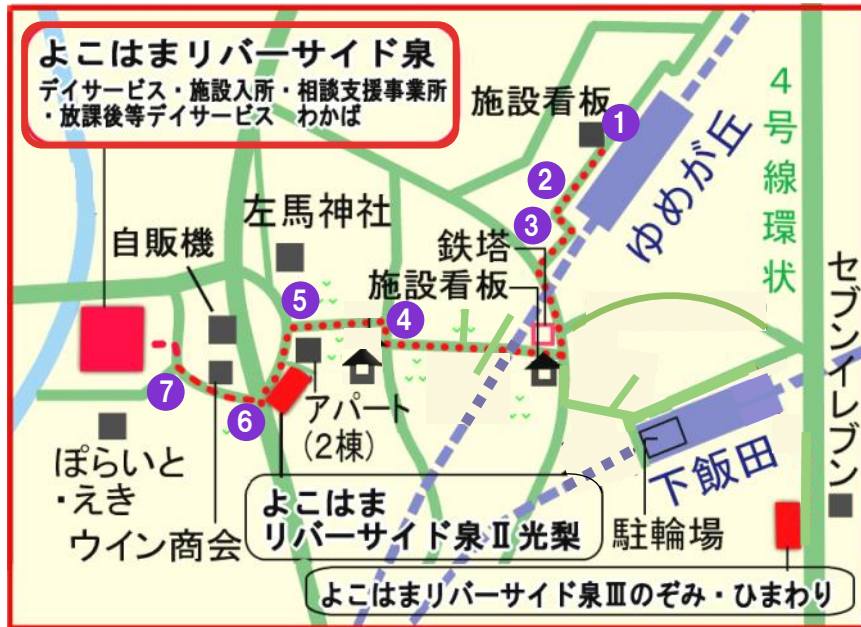 よこはまリバーサイド泉
デイサービス・施設入所・相談支援事業所
・放課後等デイサービス　わかば
施設看板
1
2
3
ゆめが丘
4号線環状
左馬神社
自販機
鉄塔
施設看板
セブンイレブン
5
4
7
6
アパート
(2棟)
下飯田
ぽらいと
・えき
ウイン商会
よこはま
リバーサイド泉Ⅱ光梨
駐輪場
よこはまリバーサイド泉Ⅲのぞみ・ひまわり